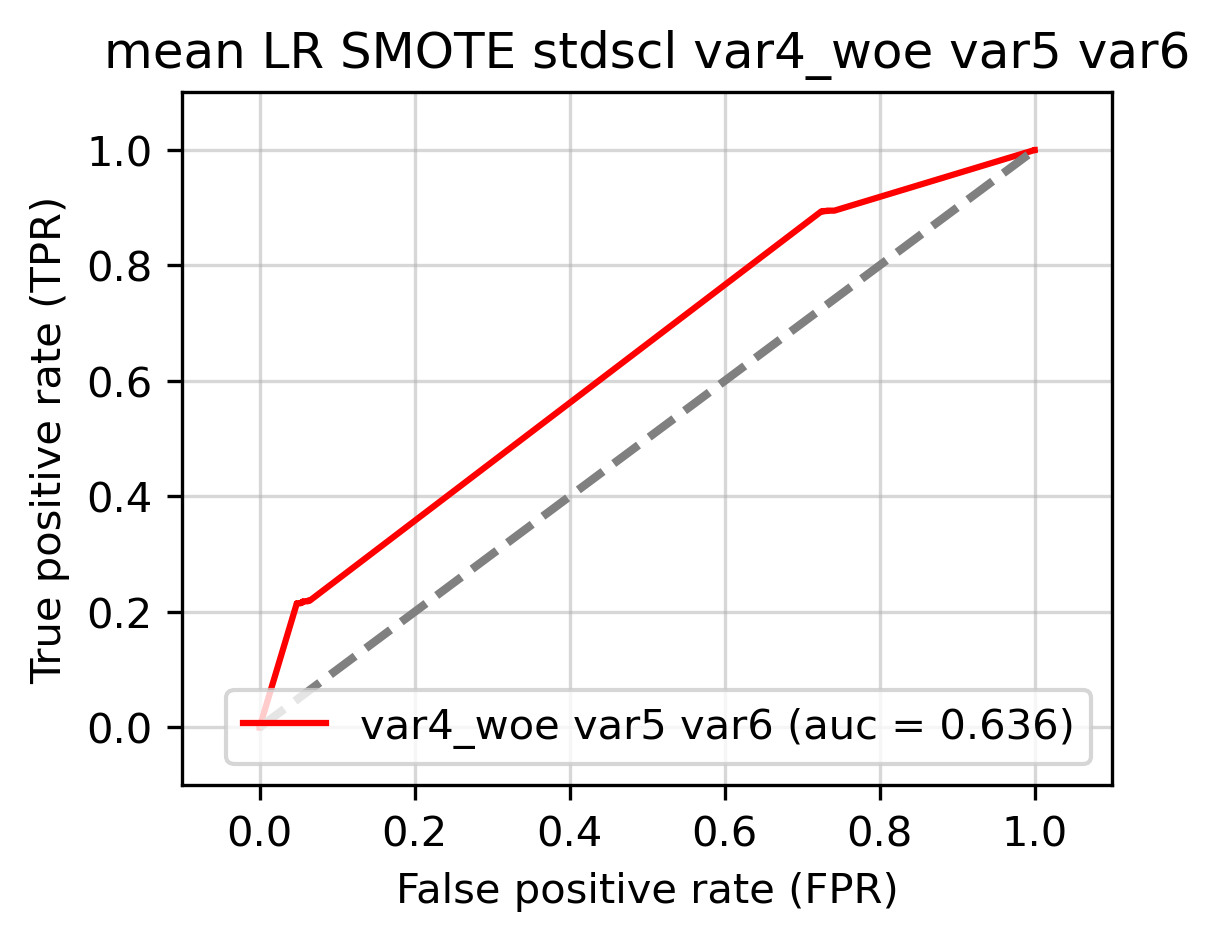 mean LR SMOTE stdscl var4_woe var5 var6
True positive rate (TPR)
1.0
0.8
0.6
0.4
0.2
0.0
var4_woe var5 var6 (auc = 0.636)
0.0 0.2 0.4 0.6 0.8 1.0
False positive rate (FPR)